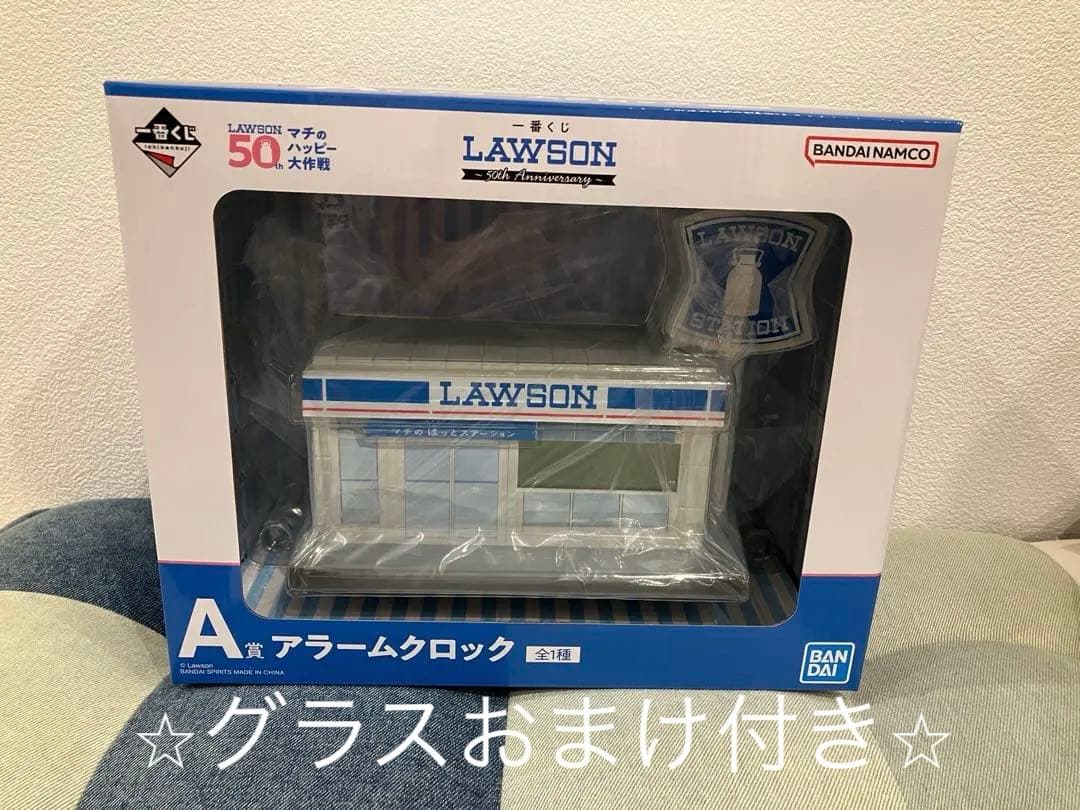 一番くじ
ichibankuji
LAWSON
50th
マチの
ハッピー
大作戦
一番くじ
LAWSON
~50th Anniversary~
BANDAI NAMCO
LAWSON
STATION
LAWSON
マチのほっとステーション
A賞 アラームクロック 全1種
© Lawson
BANDAI SPIRITS MADE IN CHINA
BAN
DAI
☆グラスおまけ付き☆